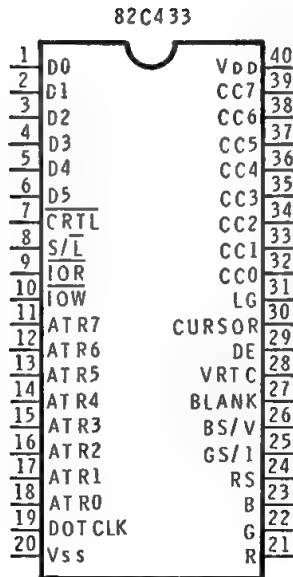 82C433
1 D0 VDD 40
2 D1 CC7 39
3 D2 CC6 38
4 D3 CC5 37
5 D4 CC4 36
6 D5 CC3 35
7 C̅R̅T̅L̅ CC2 34
8 S/L̅ CC1 33
9 I̅O̅R̅ CC0 32
10 I̅O̅W̅ LG 31
11 ATR7 CURSOR 30
12 ATR6 DE 29
13 ATR5 VRTC 28
14 ATR4 BLANK 27
15 ATR3 BS/V 26
16 ATR2 GS/I 25
17 ATR1 RS 24
18 ATR0 B 23
19 DOTCLK G 22
20 Vss R 21